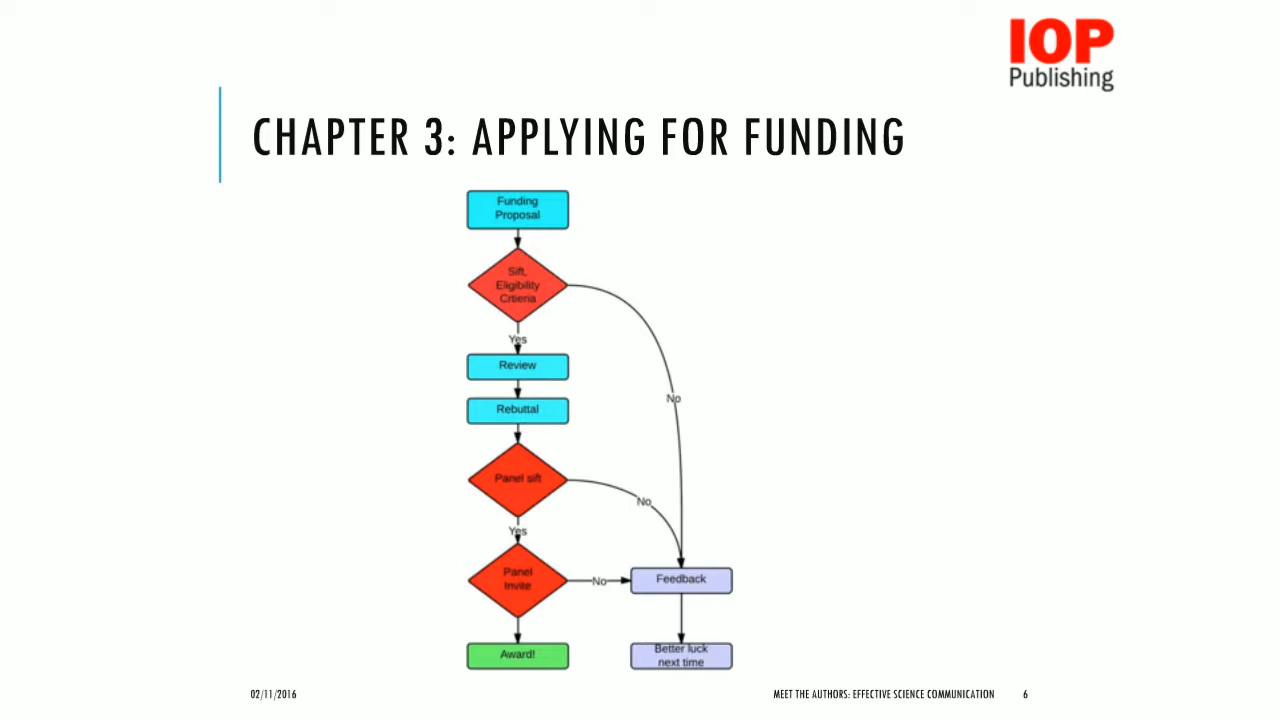 IOP
Publishing
CHAPTER 3: APPLYING FOR FUNDING
Funding
Proposal
Sift,
Eligibility
Crtieria
Yes
Review
No
Rebuttal
Panel sift
No
Yes
Panel
Invite
No
Feedback
Award!
Better luck
next time
02/11/2016
MEET THE AUTHORS: EFFECTIVE SCIENCE COMMUNICATION
6